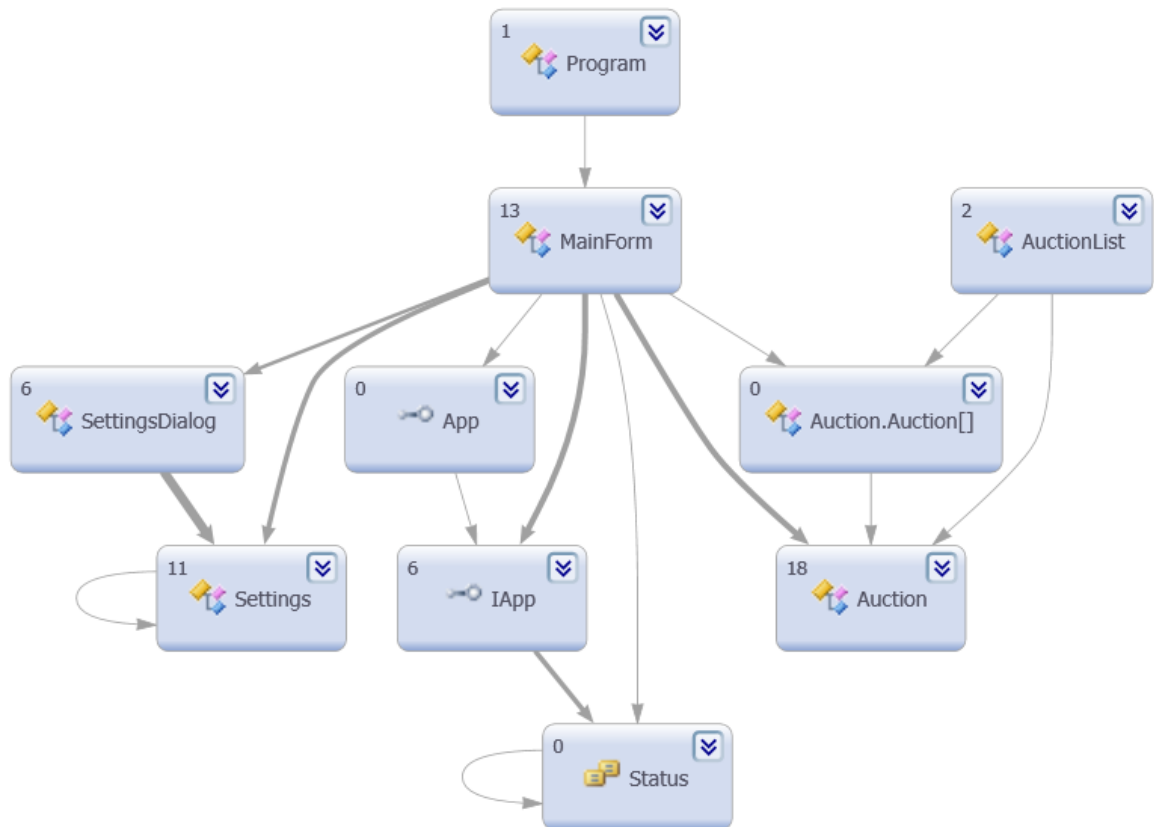 1
Program
13
MainForm
2
AuctionList
6
SettingsDialog
0
App
0
Auction.Auction[]
11
Settings
6
IApp
18
Auction
0
Status